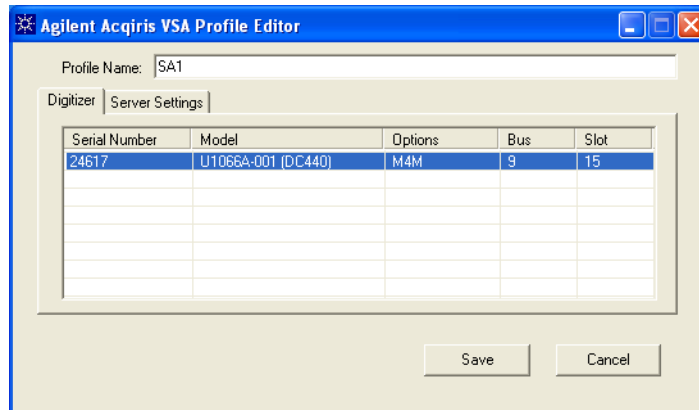 Agilent Acqiris VSA Profile Editor
Profile Name: SA1
Digitizer Server Settings
Serial Number Model Options Bus Slot
24617 U1066A-001 (DC440) M4M 9 15
Save Cancel